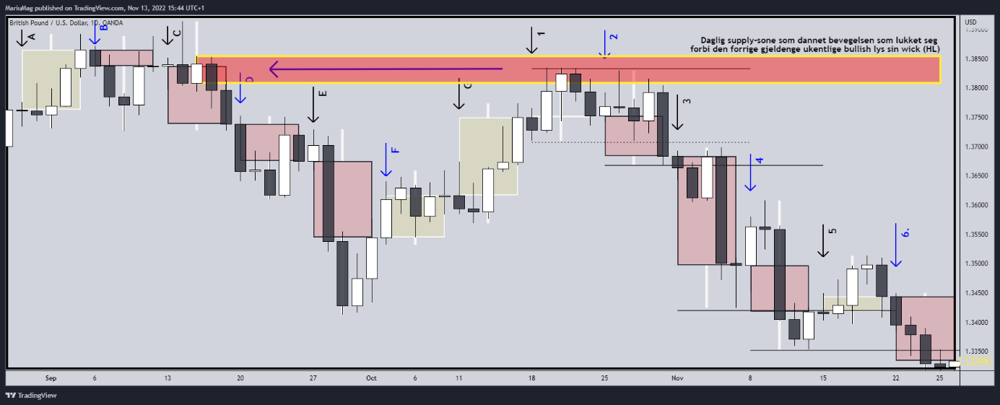 MariuMag published on TradingView.com, Nov 13, 2022 15:44 UTC+1
British Pound / U.S. Dollar, 1D, OANDA
USD
A
B
C
D
E
F
G
1
2
3
4
5
6.
Daglig supply-sone som dannet bevegelsen som lukket seg
forbi den forrige gjeldenge ukentlige bullish lys sin wick (HL)
1.39000
1.38500
1.38000
1.37500
1.37000
1.36500
1.36000
1.35500
1.35000
1.34500
1.34000
1.33500
Sep 6 13 20 27 Oct 6 11 18 25 Nov 8 15 22 25
TradingView